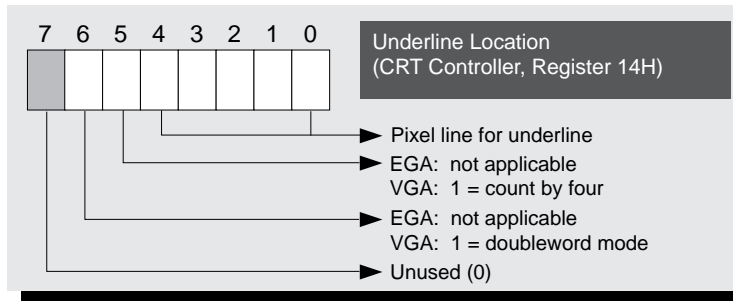 7 6 5 4 3 2 1 0
Underline Location
(CRT Controller, Register 14H)
Pixel line for underline
EGA: not applicable
VGA: 1 = count by four
EGA: not applicable
VGA: 1 = doubleword mode
Unused (0)